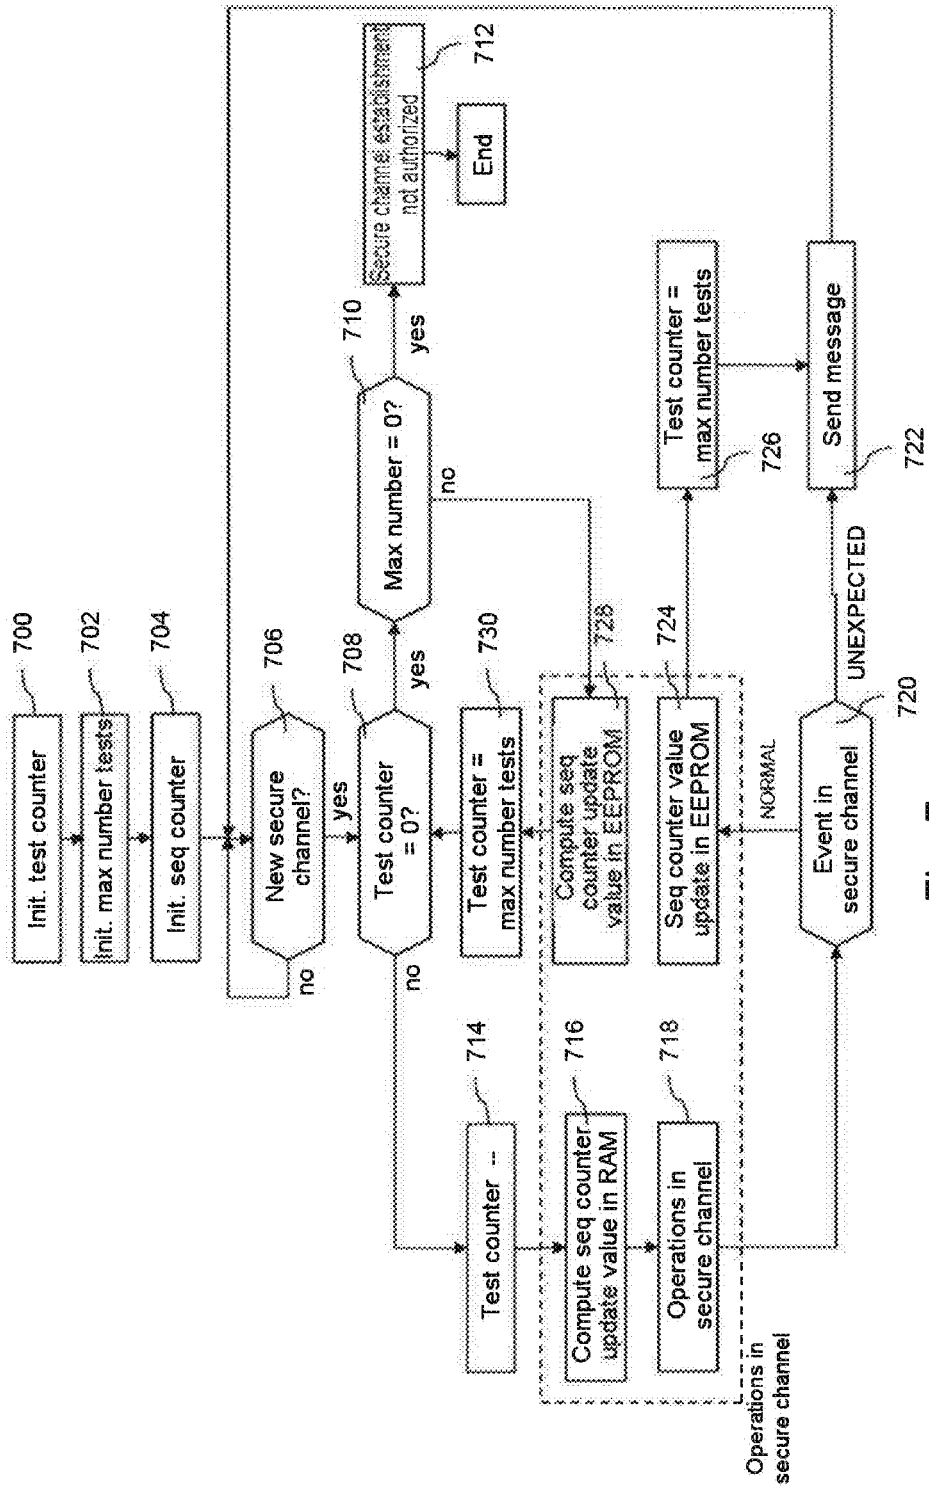 Init. test counter
700
Init. max number tests
702
Init. seq counter
704
New secure
channel?
706
no
yes
Test counter
= 0?
708
no
yes
Max number = 0?
710
yes
no
Secure channel establishment
not authorized
712
End
Test counter --
714
Test counter =
max number tests
730
Compute seq counter
update value in RAM
716
Compute seq
counter update
value in EEPROM
728
Operations in
secure channel
718
Seq counter value
update in EEPROM
724
Test counter =
max number tests
726
Operations in
secure channel
NORMAL
Event in
secure channel
720
UNEXPECTED
Send message
722